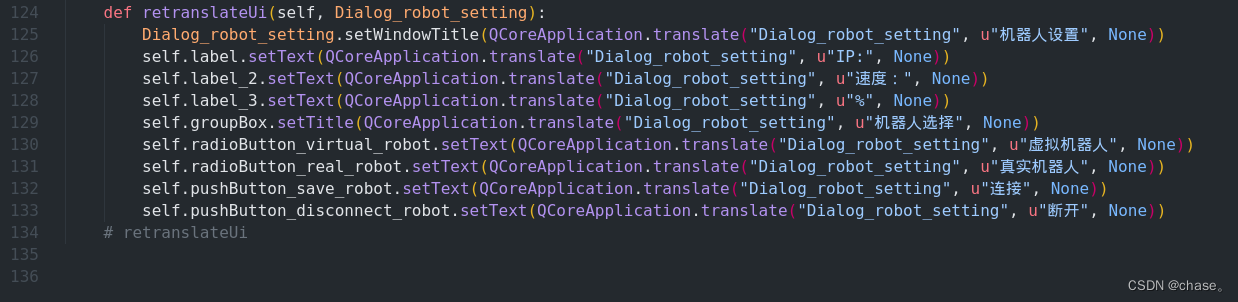 124 def retranslateUi(self, Dialog_robot_setting):
125 Dialog_robot_setting.setWindowTitle(QCoreApplication.translate("Dialog_robot_setting", u"机器人设置", None))
126 self.label.setText(QCoreApplication.translate("Dialog_robot_setting", u"IP:", None))
127 self.label_2.setText(QCoreApplication.translate("Dialog_robot_setting", u"速度：", None))
128 self.label_3.setText(QCoreApplication.translate("Dialog_robot_setting", u"%", None))
129 self.groupBox.setTitle(QCoreApplication.translate("Dialog_robot_setting", u"机器人选择", None))
130 self.radioButton_virtual_robot.setText(QCoreApplication.translate("Dialog_robot_setting", u"虚拟机器人", None))
131 self.radioButton_real_robot.setText(QCoreApplication.translate("Dialog_robot_setting", u"真实机器人", None))
132 self.pushButton_save_robot.setText(QCoreApplication.translate("Dialog_robot_setting", u"连接", None))
133 self.pushButton_disconnect_robot.setText(QCoreApplication.translate("Dialog_robot_setting", u"断开", None))
134 # retranslateUi
135
136
CSDN @chase。